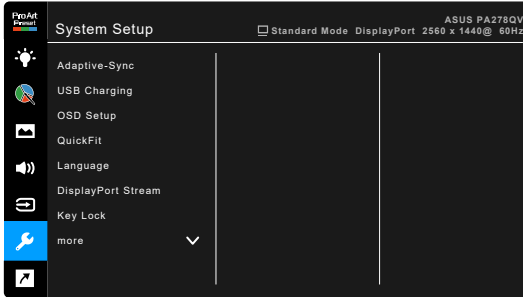 ProArt
Preset
System Setup
ASUS PA278QV
Standard Mode DisplayPort 2560 x 1440@ 60Hz
Adaptive-Sync
USB Charging
OSD Setup
QuickFit
Language
DisplayPort Stream
Key Lock
more